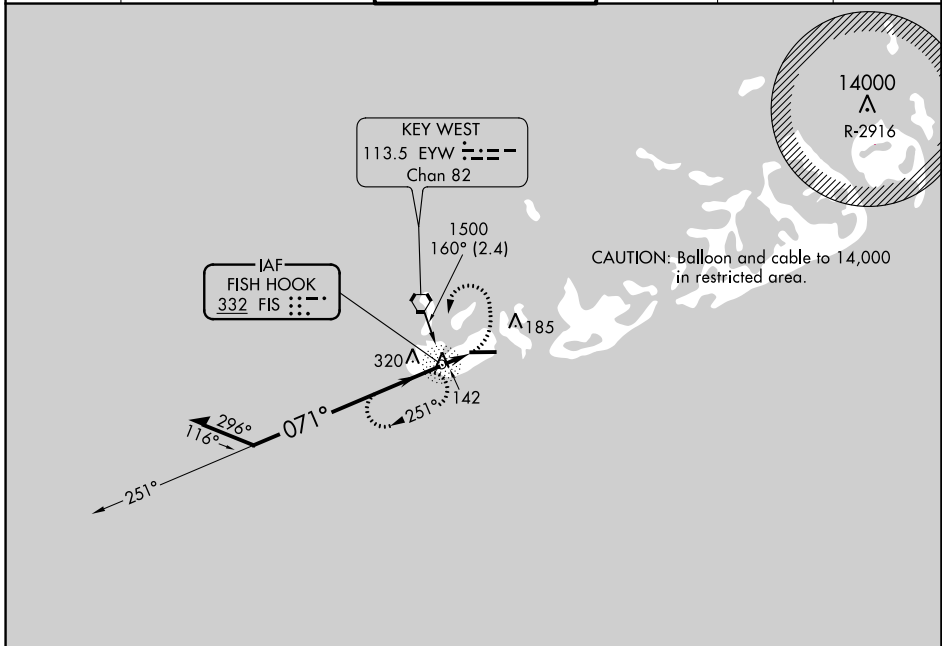 14000
R-2916
KEY WEST
113.5 EYW
Chan 82
1500
160° (2.4)
CAUTION: Balloon and cable to 14,000
in restricted area.
IAF
FISH HOOK
332 FIS
185
320
142
251°
071°
296°
116°
251°